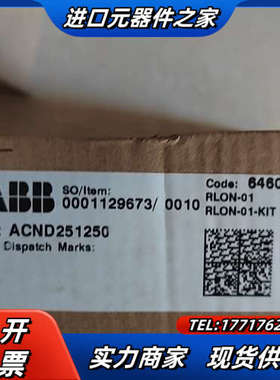 进口元器件之家
ABB
SO/Item:
0001129673/ 0010
Code: 6460
RLON-01
RLON-01-KIT
: ACND251250
Dispatch Marks:
开
票
TEL:1771762
实力商家 现货供应